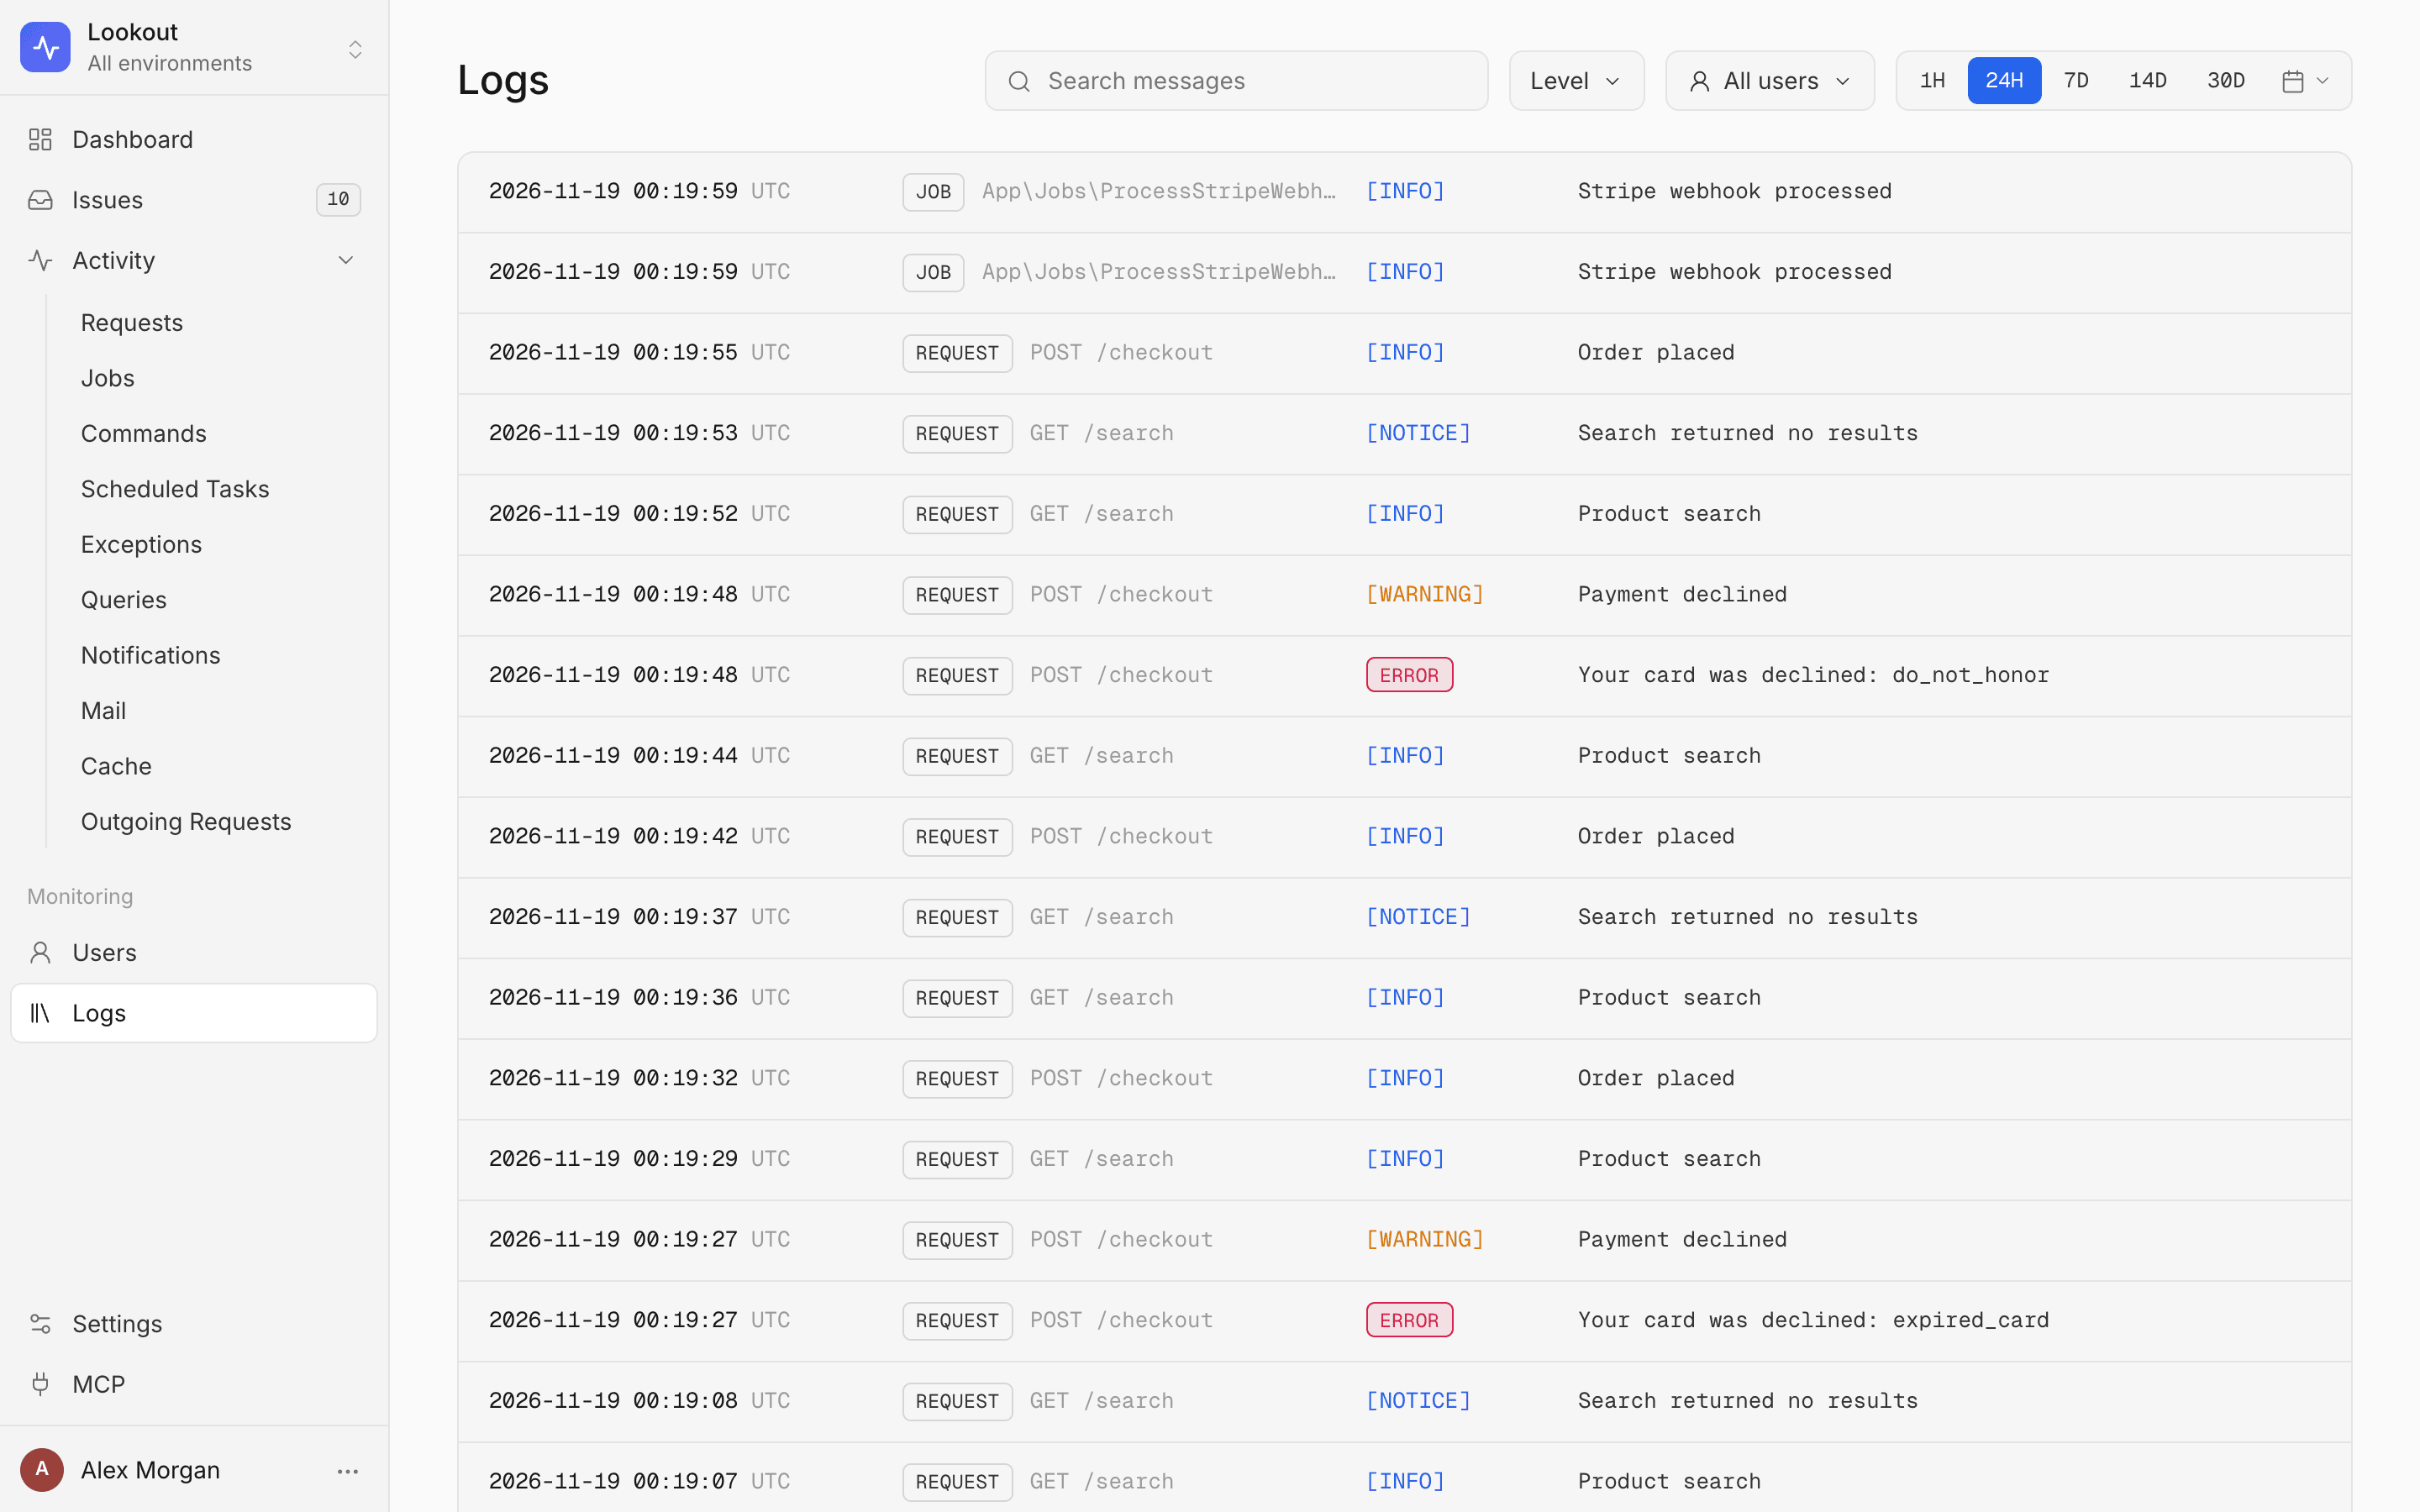 Lookout
All environments
Dashboard
Issues 10
Activity
Requests
Jobs
Commands
Scheduled Tasks
Exceptions
Queries
Notifications
Mail
Cache
Outgoing Requests
Monitoring
Users
Logs
Settings
MCP
A Alex Morgan
Logs Search messages Level All users 1H 24H 7D 14D 30D
2026-11-19 00:19:59 UTC JOB App\Jobs\ProcessStripeWebh… [INFO] Stripe webhook processed
2026-11-19 00:19:59 UTC JOB App\Jobs\ProcessStripeWebh… [INFO] Stripe webhook processed
2026-11-19 00:19:55 UTC REQUEST POST /checkout [INFO] Order placed
2026-11-19 00:19:53 UTC REQUEST GET /search [NOTICE] Search returned no results
2026-11-19 00:19:52 UTC REQUEST GET /search [INFO] Product search
2026-11-19 00:19:48 UTC REQUEST POST /checkout [WARNING] Payment declined
2026-11-19 00:19:48 UTC REQUEST POST /checkout ERROR Your card was declined: do_not_honor
2026-11-19 00:19:44 UTC REQUEST GET /search [INFO] Product search
2026-11-19 00:19:42 UTC REQUEST POST /checkout [INFO] Order placed
2026-11-19 00:19:37 UTC REQUEST GET /search [NOTICE] Search returned no results
2026-11-19 00:19:36 UTC REQUEST GET /search [INFO] Product search
2026-11-19 00:19:32 UTC REQUEST POST /checkout [INFO] Order placed
2026-11-19 00:19:29 UTC REQUEST GET /search [INFO] Product search
2026-11-19 00:19:27 UTC REQUEST POST /checkout [WARNING] Payment declined
2026-11-19 00:19:27 UTC REQUEST POST /checkout ERROR Your card was declined: expired_card
2026-11-19 00:19:08 UTC REQUEST GET /search [NOTICE] Search returned no results
2026-11-19 00:19:07 UTC REQUEST GET /search [INFO] Product search